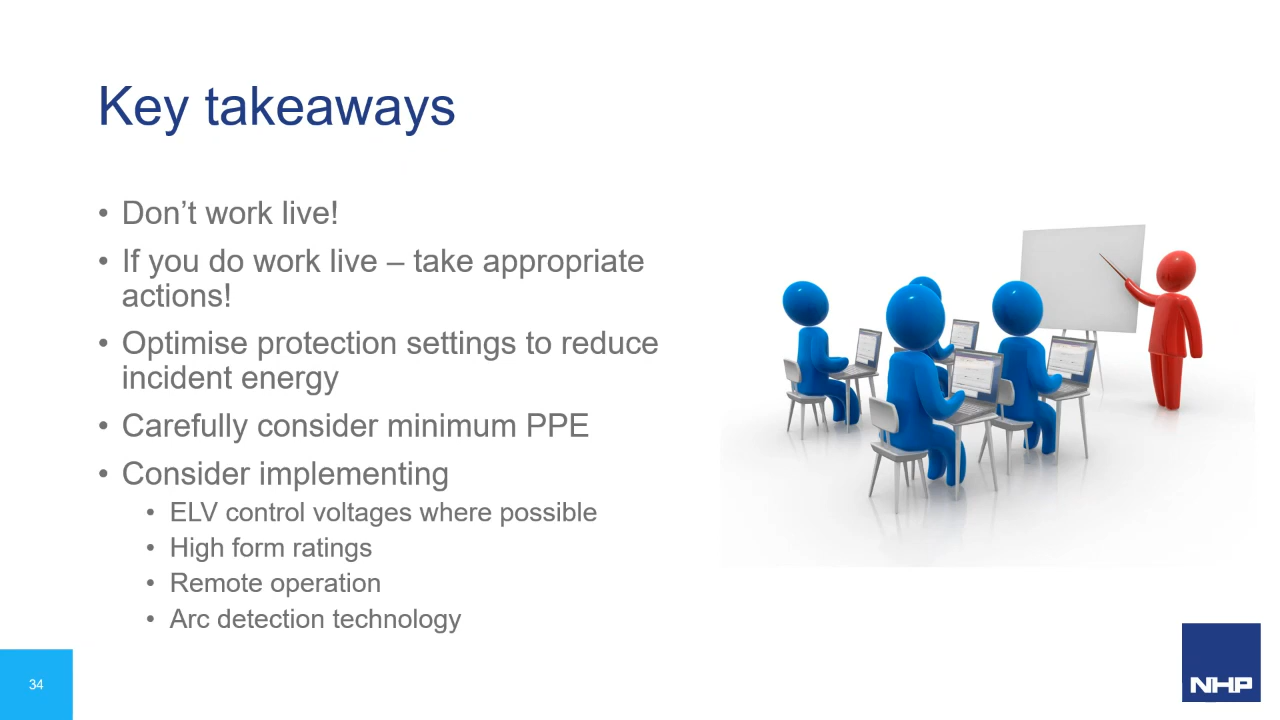 Key takeaways
• Don’t work live!
• If you do work live – take appropriate
actions!
• Optimise protection settings to reduce
incident energy
• Carefully consider minimum PPE
• Consider implementing
• ELV control voltages where possible
• High form ratings
• Remote operation
• Arc detection technology
34
NHP